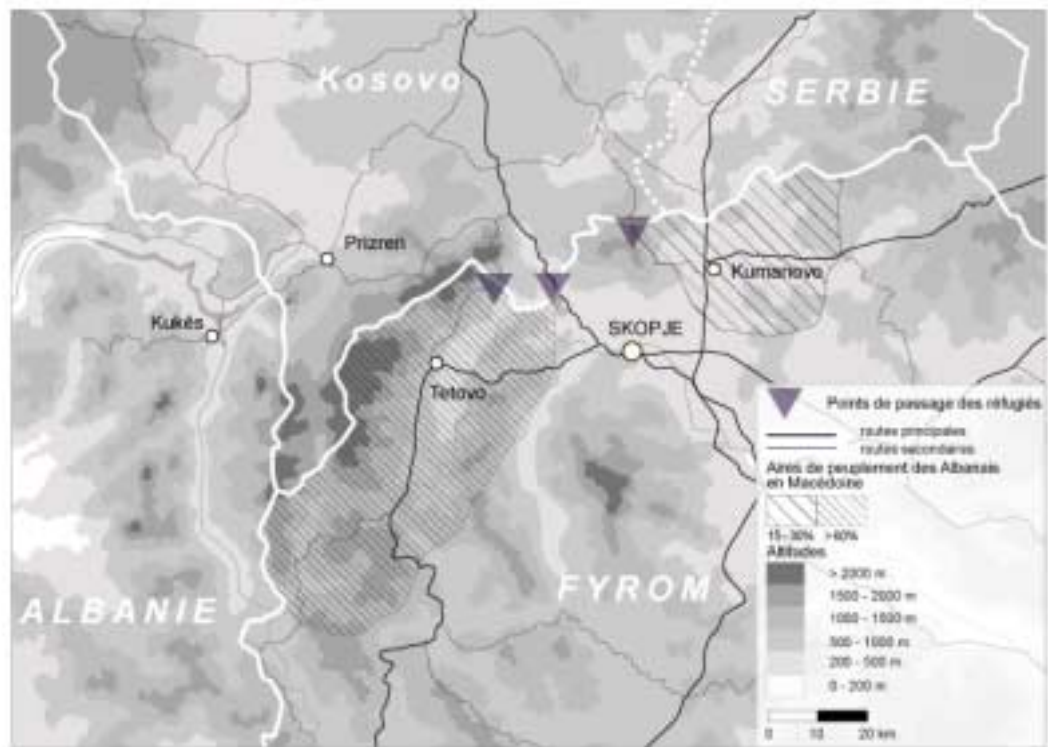 Kosovo
SERBIE
Prizren
Kumanovo
Kukës
SKOPJE
Tetovo
ALBANIE
FYROM
Points de passage des réfugiés
routes principales
routes secondaires
Aires de peuplement des Albanais
en Macédoine
15 - 30% > 60%
Altitudes
> 2000 m
1500 - 2000 m
1000 - 1500 m
500 - 1000 m
200 - 500 m
0 - 200 m
0 10 20 km